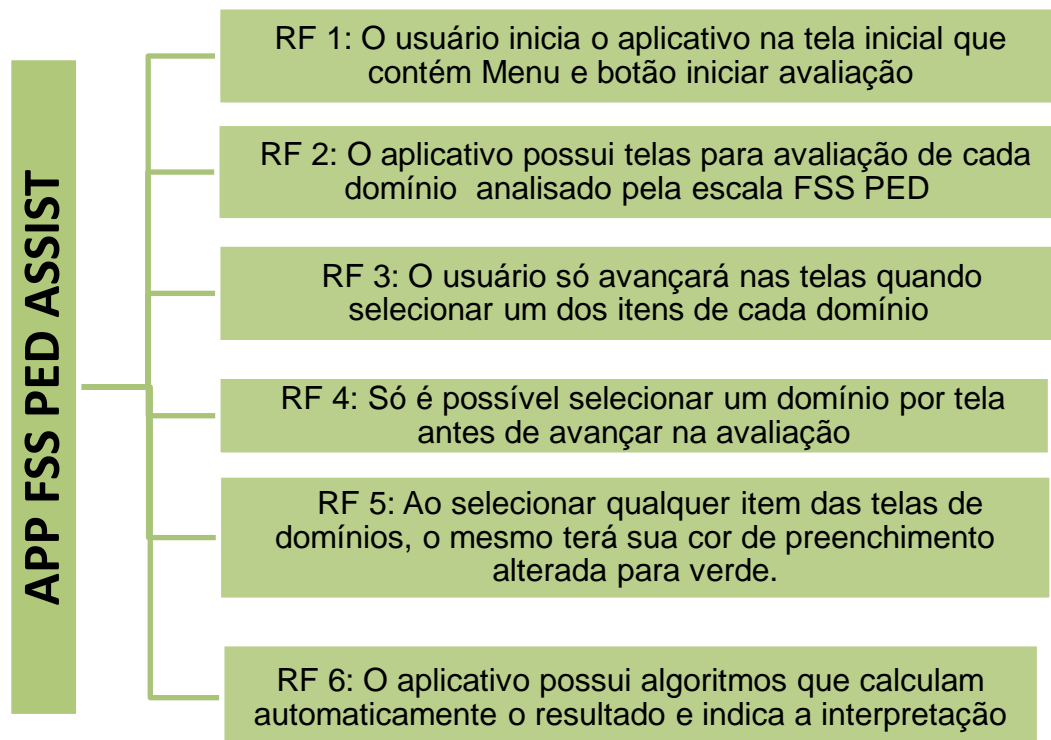 APP FSS PED ASSIST
RF 1: O usuário inicia o aplicativo na tela inicial que
contém Menu e botão iniciar avaliação
RF 2: O aplicativo possui telas para avaliação de cada
domínio analisado pela escala FSS PED
RF 3: O usuário só avançará nas telas quando
selecionar um dos itens de cada domínio
RF 4: Só é possível selecionar um domínio por tela
antes de avançar na avaliação
RF 5: Ao selecionar qualquer item das telas de
domínios, o mesmo terá sua cor de preenchimento
alterada para verde.
RF 6: O aplicativo possui algoritmos que calculam
automaticamente o resultado e indica a interpretação